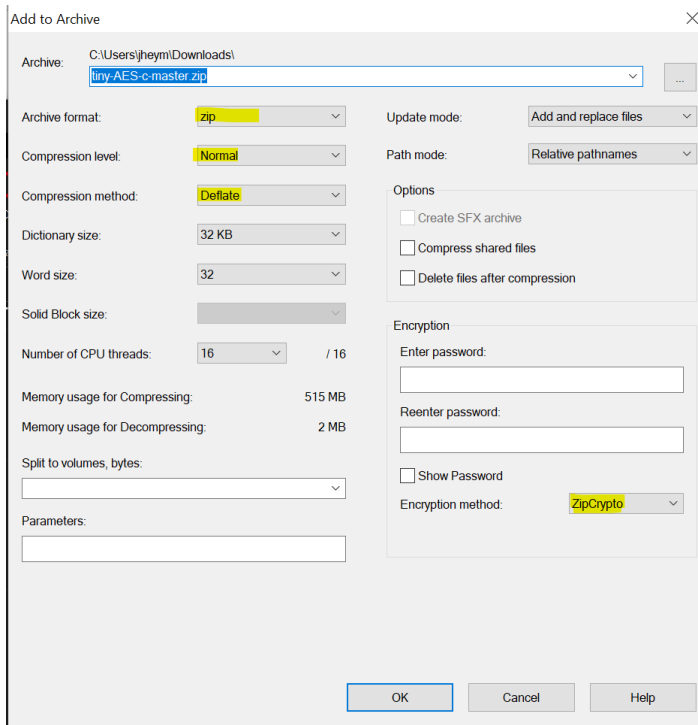 Add to Archive
Archive:
C:\Users\jheym\Downloads\
tiny-AES-c-master.zip
...
Archive format:
zip
Compression level:
Normal
Compression method:
Deflate
Dictionary size:
32 KB
Word size:
32
Solid Block size:
Number of CPU threads:
16
/ 16
Memory usage for Compressing:
515 MB
Memory usage for Decompressing:
2 MB
Split to volumes, bytes:
Parameters:
Update mode:
Add and replace files
Path mode:
Relative pathnames
Options
Create SFX archive
Compress shared files
Delete files after compression
Encryption
Enter password:
Reenter password:
Show Password
Encryption method:
ZipCrypto
OK
Cancel
Help